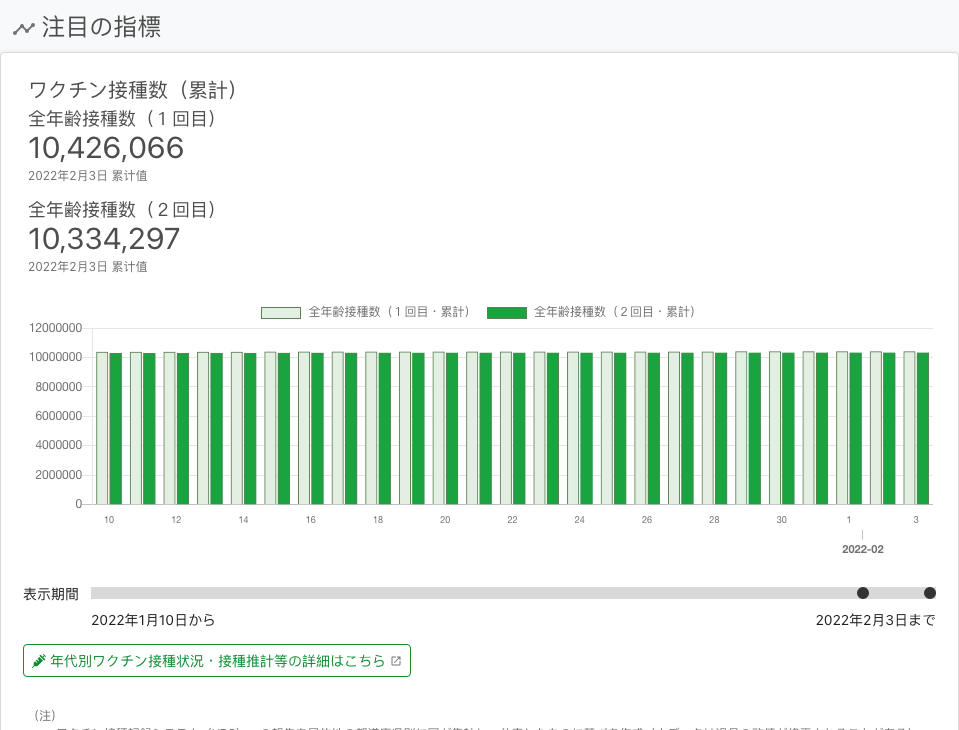 注目の指標
ワクチン接種数（累計）
全年齢接種数（１回目）
10,426,066
2022年2月3日 累计値
全年齢接種数（２回目）
10,334,297
2022年2月3日 累计値
全年齢接種数（１回目・累計） 全年齢接種数（２回目・累計）
12000000
10000000
8000000
6000000
4000000
2000000
0
10 12 14 16 18 20 22 24 26 28 30 1 3
2022-02
表示期間
2022年1月10日から 2022年2月3日まで
年代別ワクチン接種状況・接種推計等の詳細はこちら
（注）